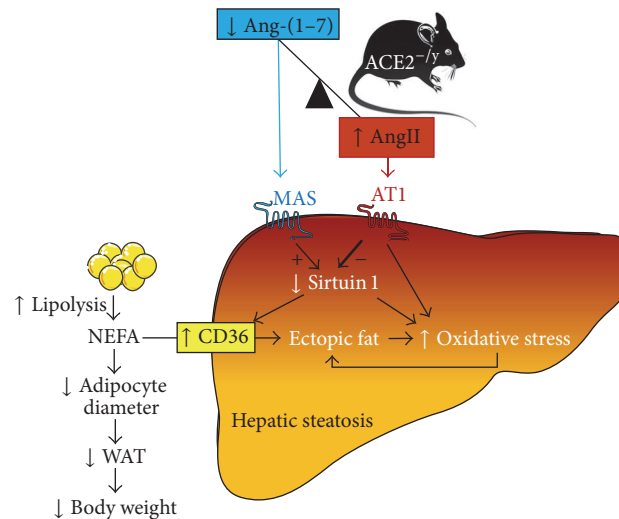 ↓ Ang-(1–7)
ACE2−/y
↑ AngII
MAS
AT1
+
−
↓ Sirtuin 1
↑ Lipolysis
NEFA
↑ CD36
Ectopic fat
↑ Oxidative stress
↓ Adipocyte
diameter
Hepatic steatosis
↓ WAT
↓ Body weight